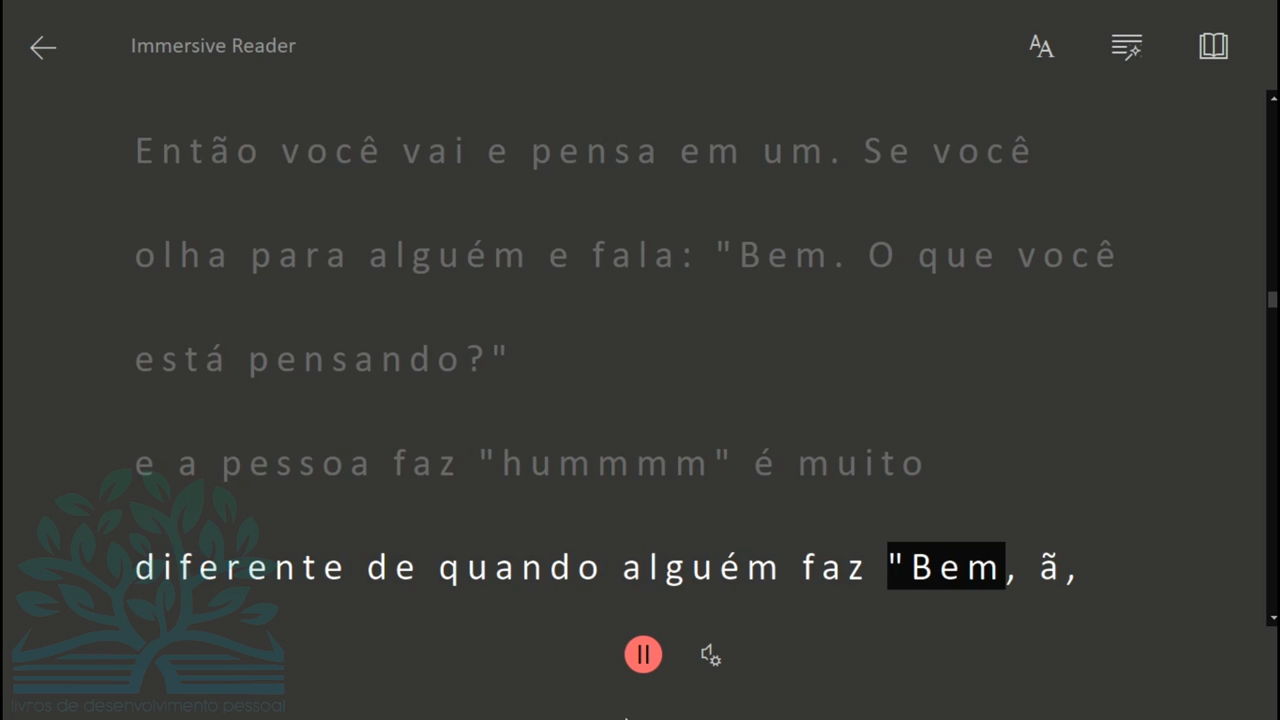 Immersive Reader
Então você vai e pensa em um. Se você
olha para alguém e fala: "Bem. O que você
está pensando?"
e a pessoa faz "hummmm" é muito
diferente de quando alguém faz "Bem, ã,
livros de desenvolvimento pessoal